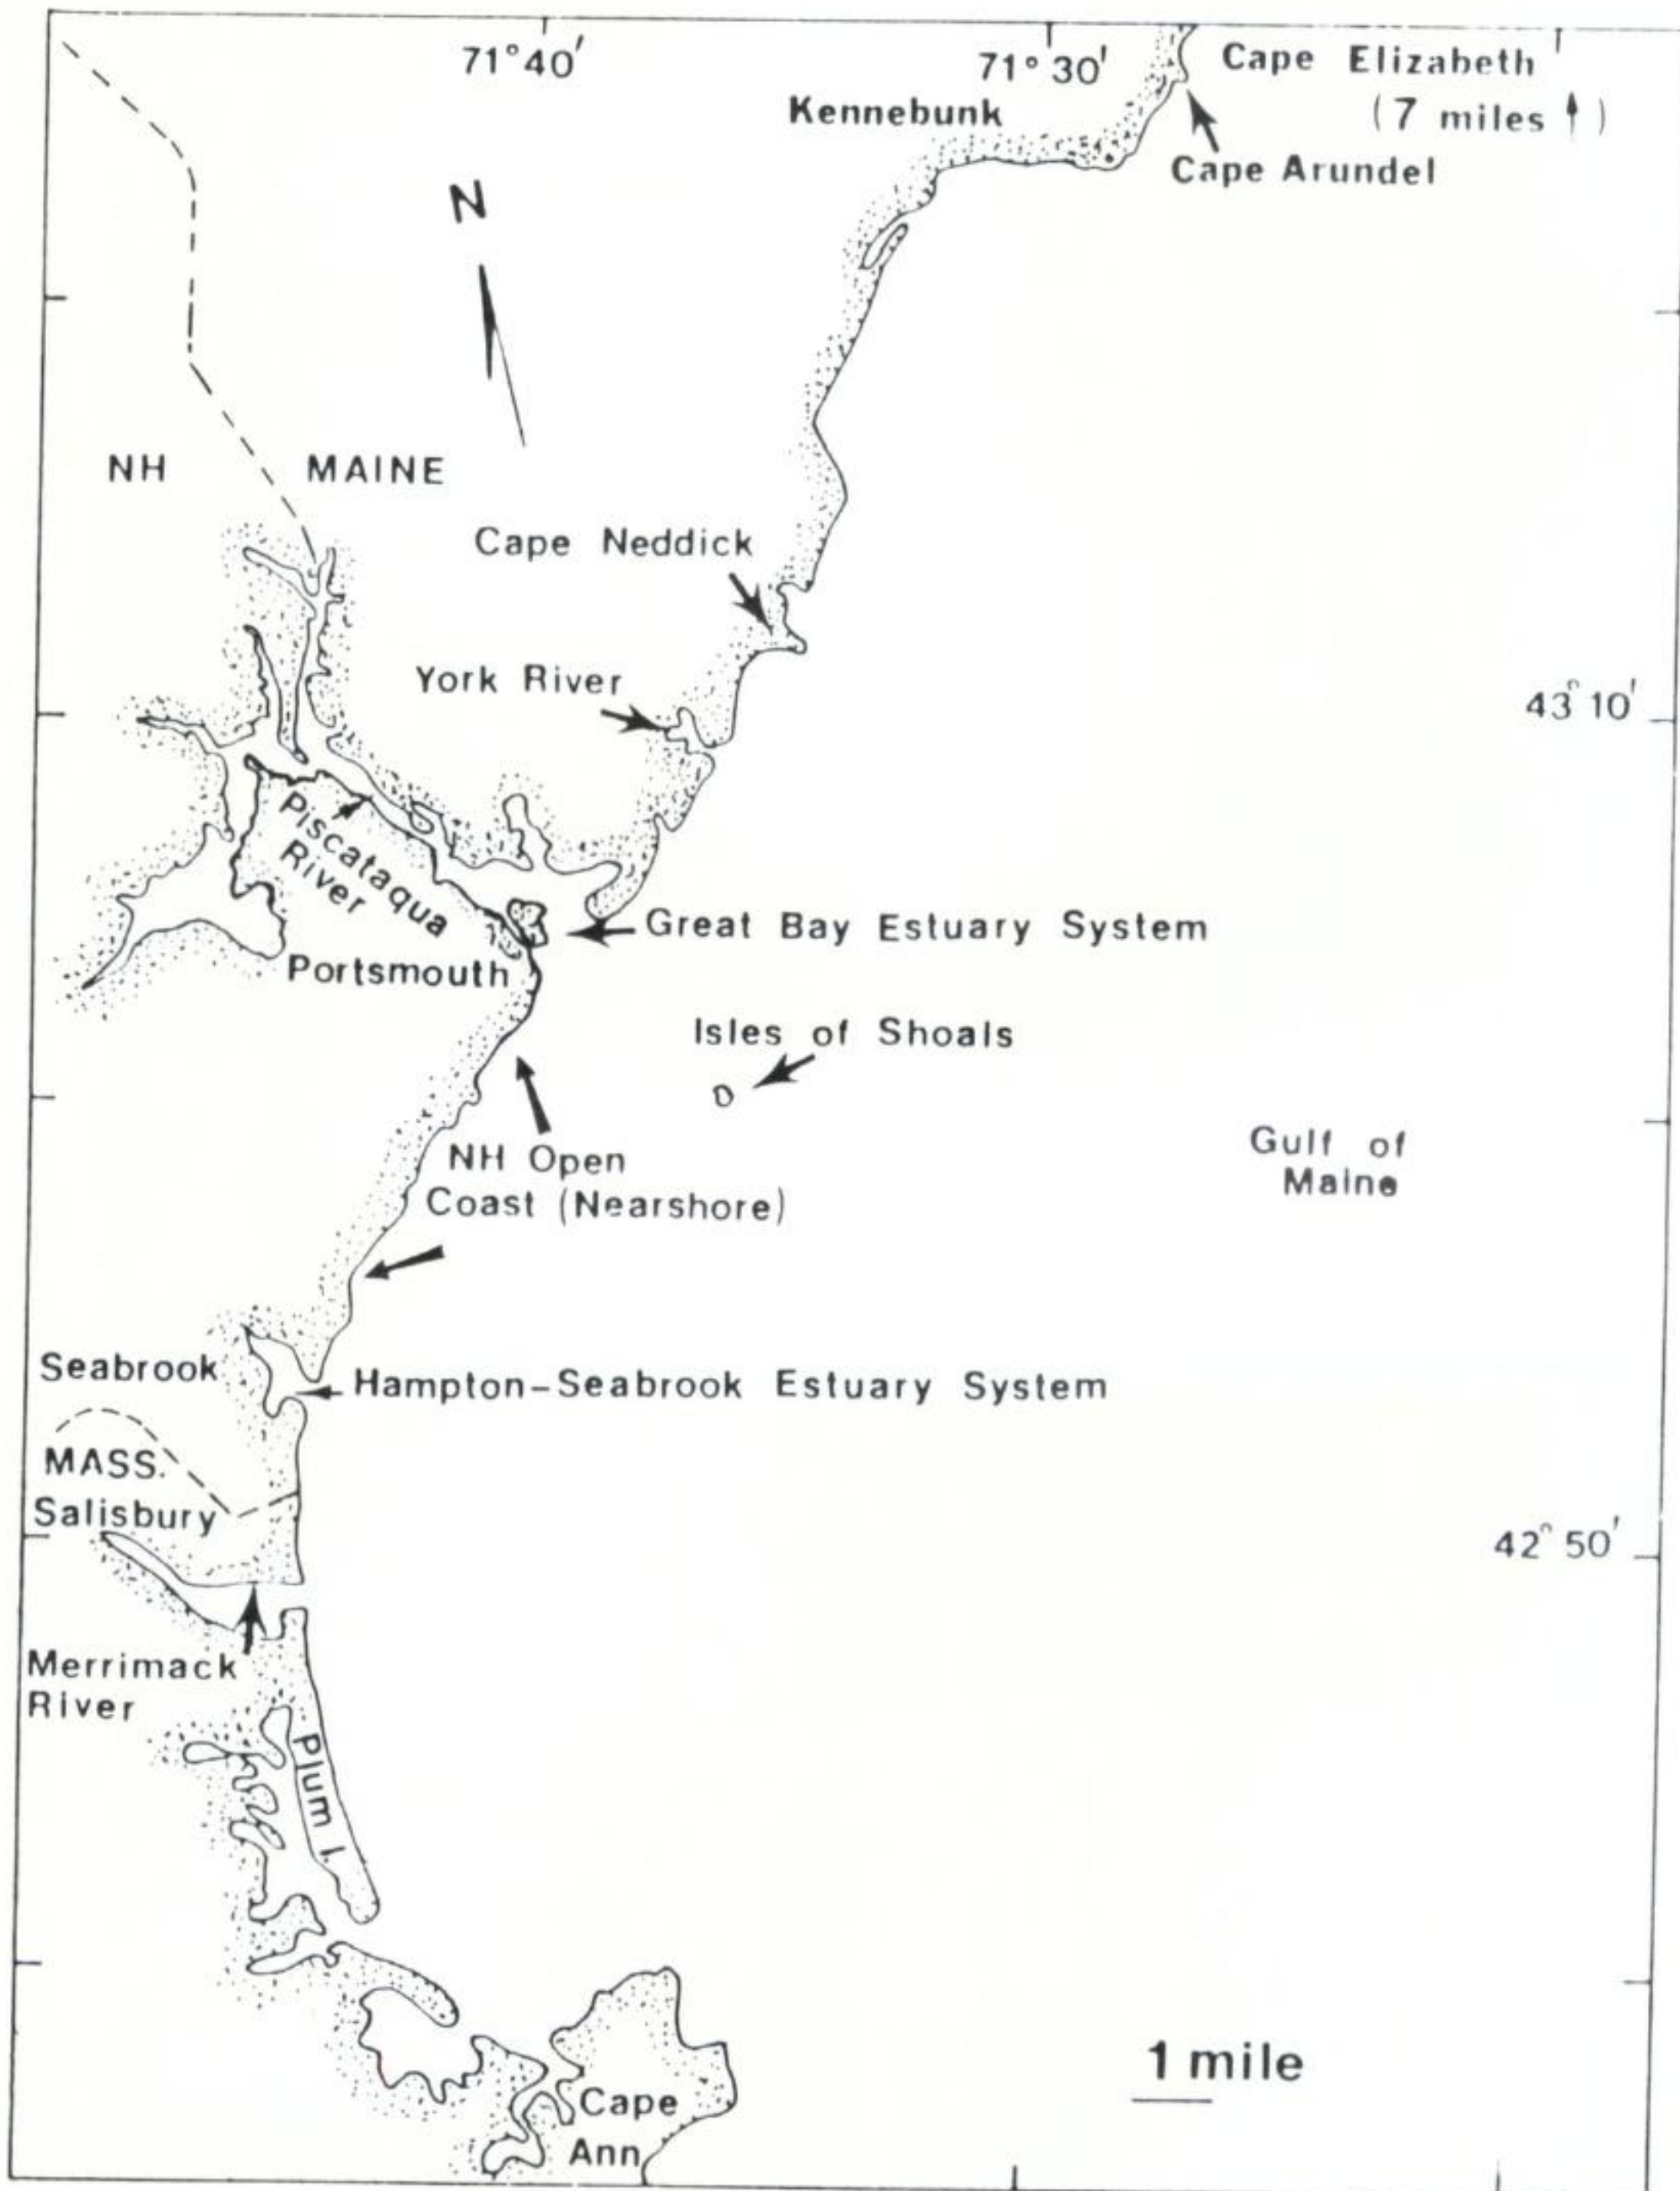 71°40'
71°30'
Cape Elizabeth
(7 miles ↑)
Kennebunk
Cape Arundel
N
NH
MAINE
Cape Neddick
York River
43°10'
Piscataqua
River
Great Bay Estuary System
Portsmouth
Isles of Shoals
Gulf of
Maine
NH Open
Coast (Nearshore)
Seabrook
Hampton-Seabrook Estuary System
MASS.
Salisbury
42°50'
Merrimack
River
Plum I.
1 mile
Cape
Ann